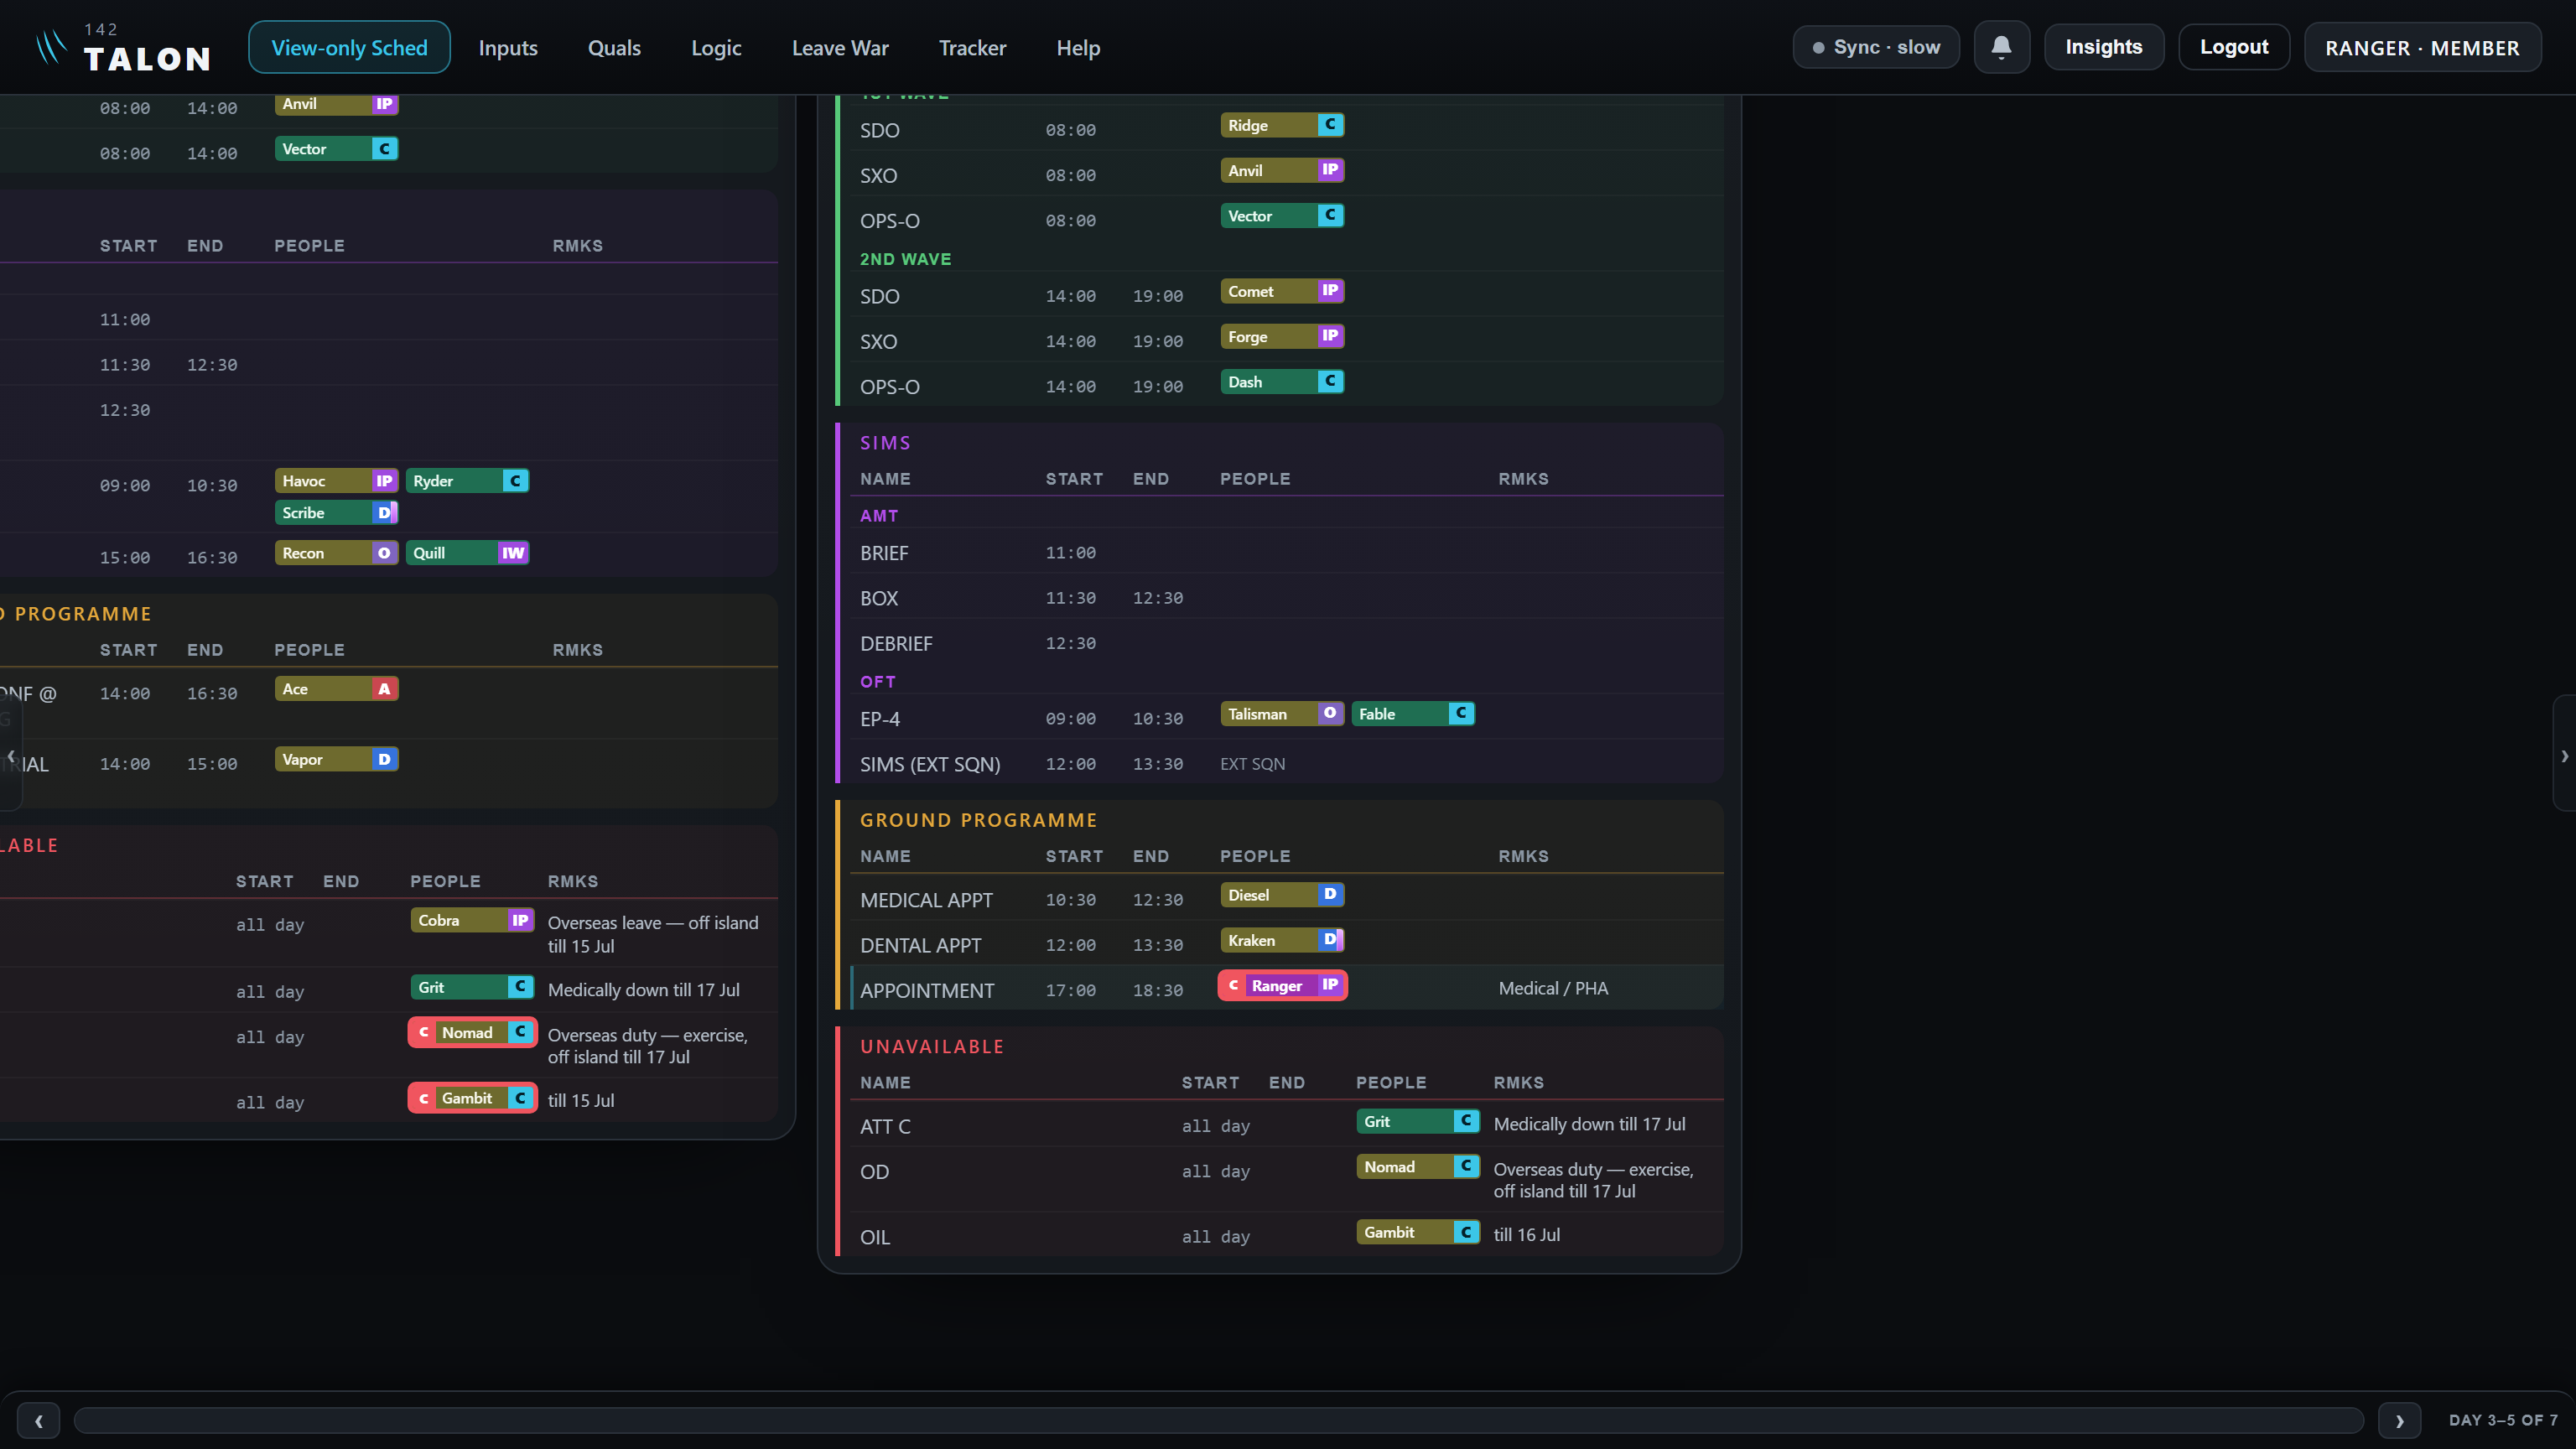 142
TALON
View-only Sched
Inputs
Quals
Logic
Leave War
Tracker
Help
Sync · slow
Insights
Logout
RANGER · MEMBER
08:00 14:00 Anvil IP
08:00 14:00 Vector C
START END PEOPLE RMKS
11:00
11:30 12:30
12:30
09:00 10:30 Havoc IP Ryder C
Scribe D
15:00 16:30 Recon O Quill IW
PROGRAMME
START END PEOPLE RMKS
@ 14:00 16:30 Ace A
14:00 15:00 Vapor D
LABLE
START END PEOPLE RMKS
all day Cobra IP Overseas leave — off island
till 15 Jul
all day Grit C Medically down till 17 Jul
all day C Nomad C Overseas duty — exercise,
off island till 17 Jul
all day C Gambit C till 15 Jul
1ST WAVE
SDO 08:00 Ridge C
SXO 08:00 Anvil IP
OPS-O 08:00 Vector C
2ND WAVE
SDO 14:00 19:00 Comet IP
SXO 14:00 19:00 Forge IP
OPS-O 14:00 19:00 Dash C
SIMS
NAME START END PEOPLE RMKS
AMT
BRIEF 11:00
BOX 11:30 12:30
DEBRIEF 12:30
OFT
EP-4 09:00 10:30 Talisman O Fable C
SIMS (EXT SQN) 12:00 13:30 EXT SQN
GROUND PROGRAMME
NAME START END PEOPLE RMKS
MEDICAL APPT 10:30 12:30 Diesel D
DENTAL APPT 12:00 13:30 Kraken D
APPOINTMENT 17:00 18:30 C Ranger IP Medical / PHA
UNAVAILABLE
NAME START END PEOPLE RMKS
ATT C all day Grit C Medically down till 17 Jul
OD all day Nomad C Overseas duty — exercise,
off island till 17 Jul
OIL all day Gambit C till 16 Jul
DAY 3–5 OF 7